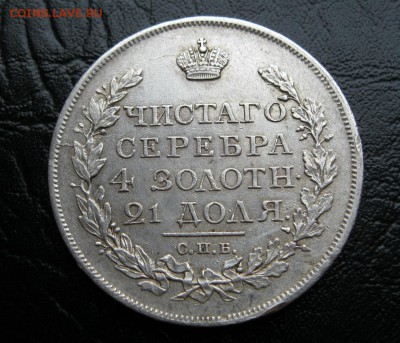 COINS.LAVE.RU
ЧИСТАГО
СЕРЕБРА
4 ЗОЛОТН.
21 ДОЛЯ.
С.П.Б.